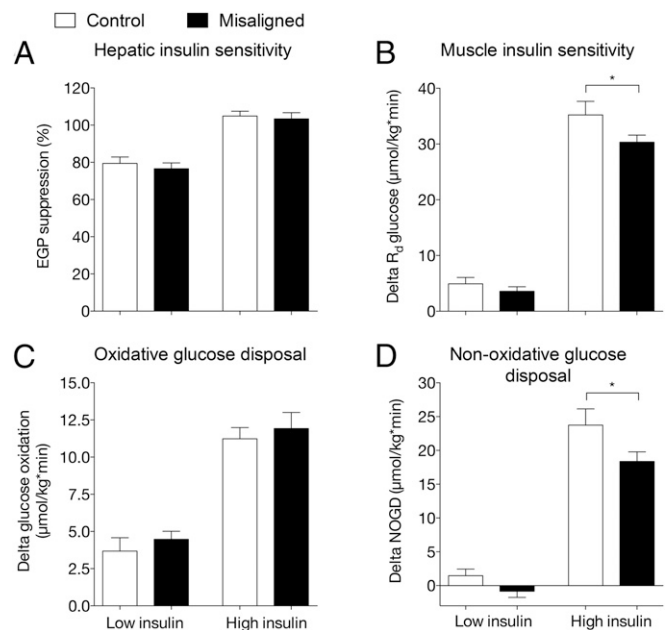 Control Misaligned
A Hepatic insulin sensitivity
EGP suppression (%)
120
100
80
60
40
20
0
B Muscle insulin sensitivity
Delta Rd glucose (µmol/kg*min)
40
30
20
10
0
*
C Oxidative glucose disposal
Delta glucose oxidation
(µmol/kg*min)
15.0
12.5
10.0
7.5
5.0
2.5
0.0
Low insulin High insulin
D Non-oxidative glucose
disposal
Delta NOGD (µmol/kg*min)
30
25
20
15
10
5
0
*
Low insulin High insulin